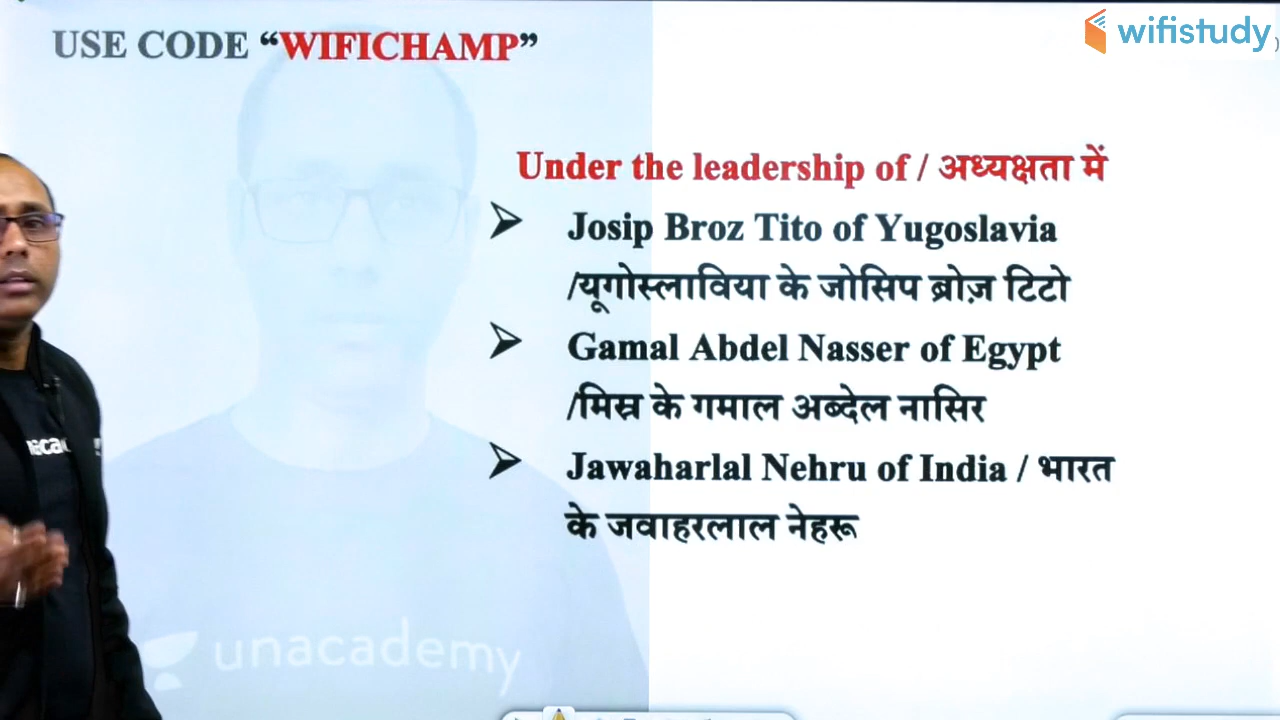 USE CODE “WIFICHAMP”
wifistudy
Under the leadership of / अध्यक्षता में
Josip Broz Tito of Yugoslavia
/यूगोस्लाविया के जोसिप ब्रोज़ टिटो
Gamal Abdel Nasser of Egypt
/मिस्र के गमाल अब्देल नासिर
Jawaharlal Nehru of India / भारत
के जवाहरलाल नेहरू
unacademy